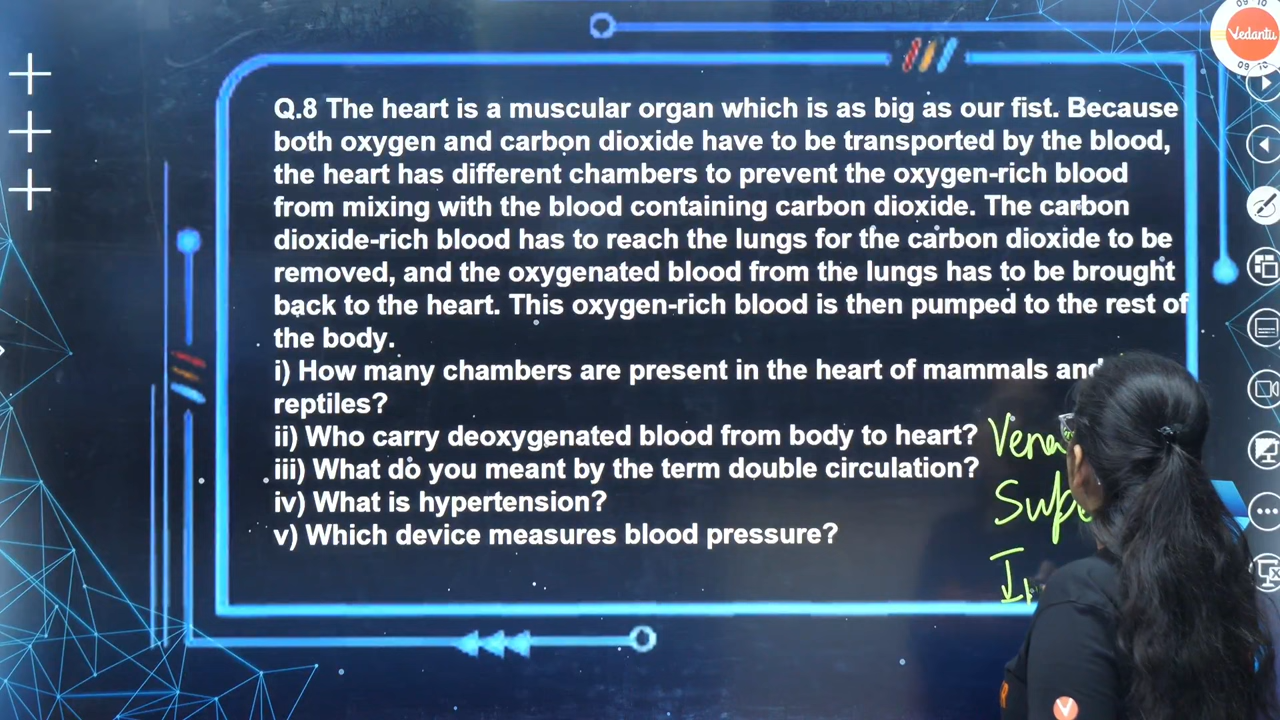 Vedantu
Q.8 The heart is a muscular organ which is as big as our fist. Because
both oxygen and carbon dioxide have to be transported by the blood,
the heart has different chambers to prevent the oxygen-rich blood
from mixing with the blood containing carbon dioxide. The carbon
dioxide-rich blood has to reach the lungs for the carbon dioxide to be
removed, and the oxygenated blood from the lungs has to be brought
back to the heart. This oxygen-rich blood is then pumped to the rest of
the body.
i) How many chambers are present in the heart of mammals and
reptiles?
ii) Who carry deoxygenated blood from body to heart? Vena
iii) What do you meant by the term double circulation?
iv) What is hypertension?
v) Which device measures blood pressure?